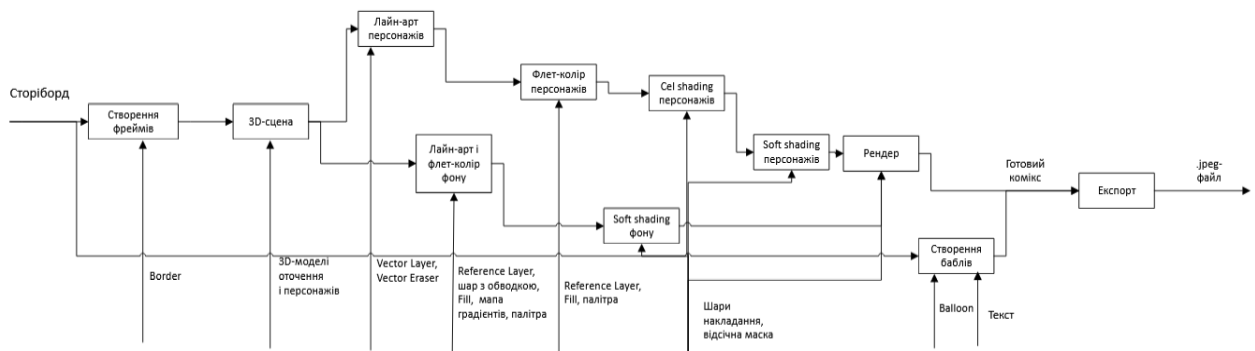 Сторіборд
Створення
фреймів
3D-сцена
Лайн-арт
персонажів
Лайн-арт і
флет-колір
фону
Флет-колір
персонажів
Cel shading
персонажів
Soft shading
персонажів
Soft shading
фону
Рендер
Готовий
комікс
Експорт
.jpeg-
файл
Створення
баблів
Border
3D-моделі
оточення
і персонажів
Vector Layer,
Vector Eraser
Reference Layer,
шар з обводкою,
Fill,  мапа
градієнтів, палітра
Reference Layer,
Fill, палітра
Шари
накладання,
відсічна маска
Balloon
Текст